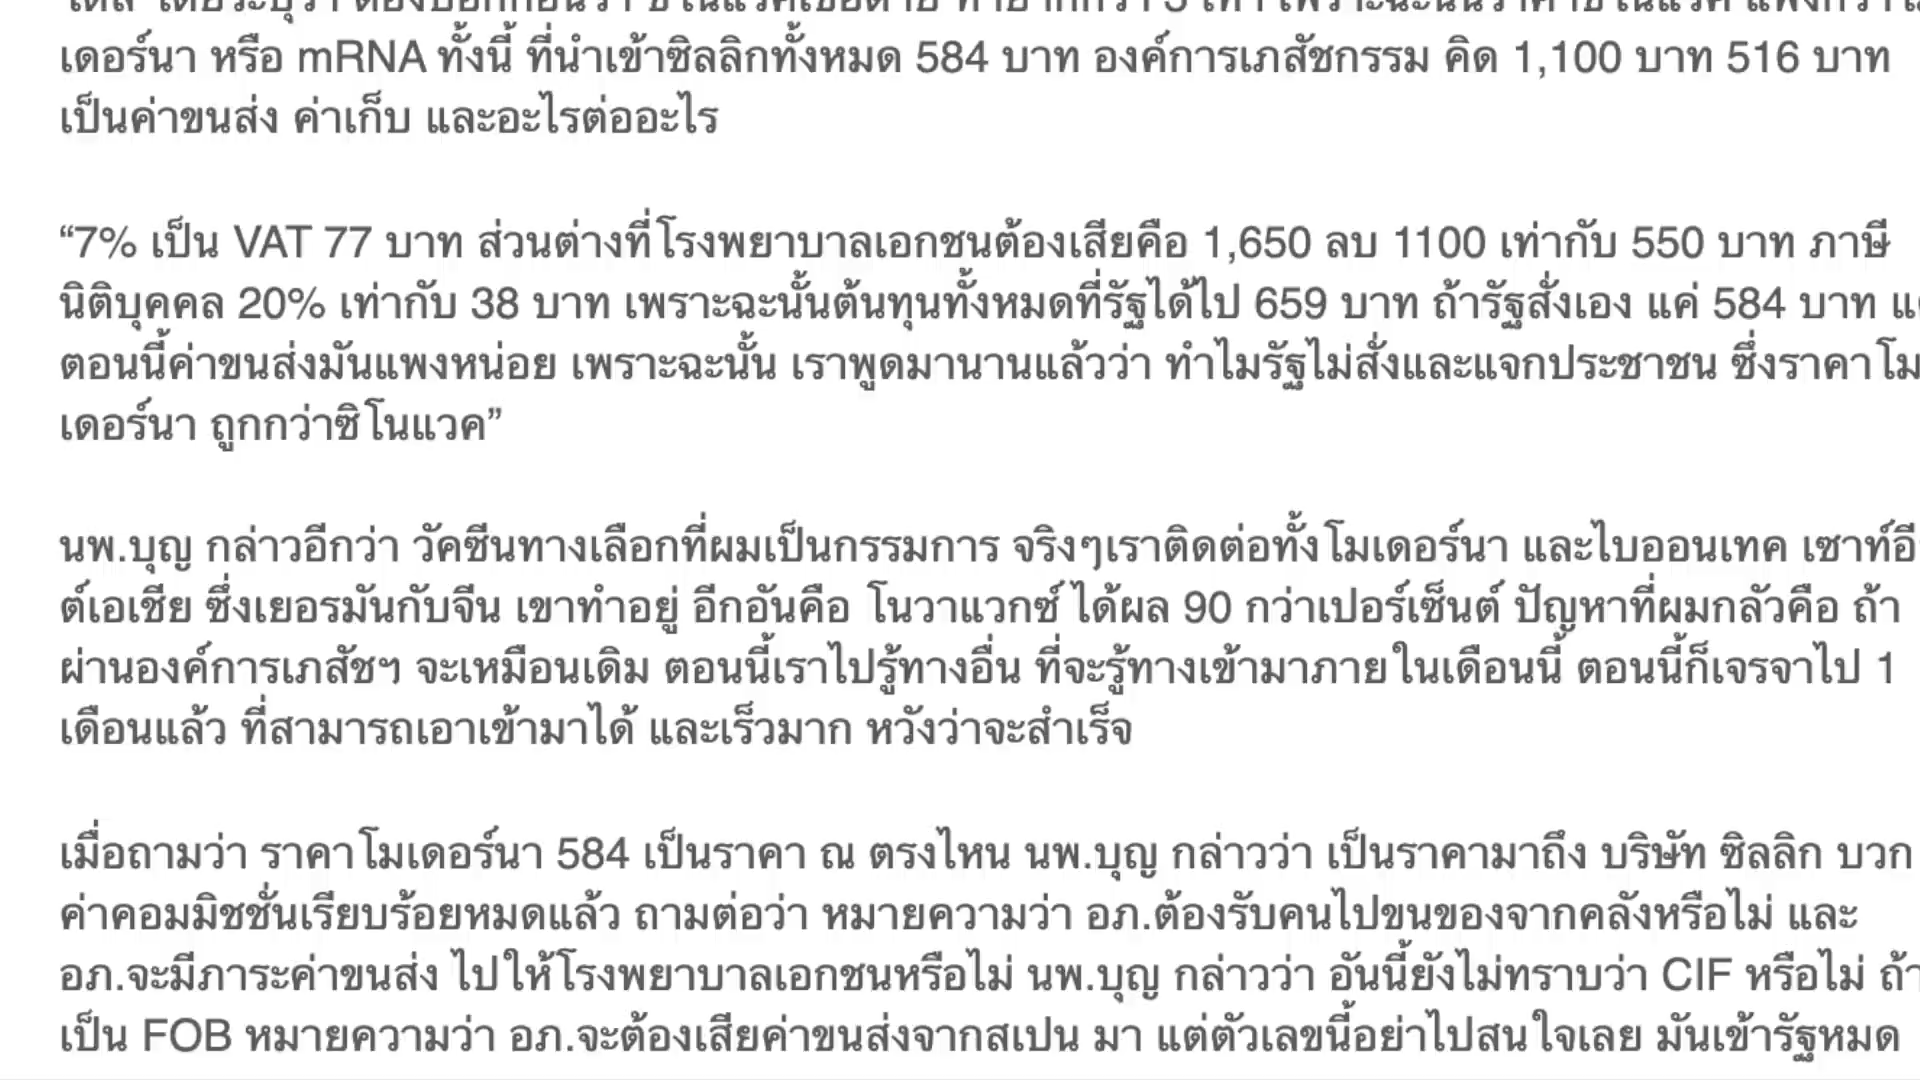 เดอร์นา หรือ mRNA ทั้งนี้ ที่นำเข้าซิลลิกทั้งหมด 584 บาท องค์การเภสัชกรรม คิด 1,100 บาท 516 บาท
เป็นค่าขนส่ง ค่าเก็บ และอะไรต่ออะไร
“7% เป็น VAT 77 บาท ส่วนต่างที่โรงพยาบาลเอกชนต้องเสียคือ 1,650 ลบ 1100 เท่ากับ 550 บาท ภาษี
นิติบุคคล 20% เท่ากับ 38 บาท เพราะฉะนั้นต้นทุนทั้งหมดที่รัฐได้ไป 659 บาท ถ้ารัฐสั่งเอง แค่ 584 บาท
ตอนนี้ค่าขนส่งมันแพงหน่อย เพราะฉะนั้น เราพูดมานานแล้วว่า ทำไมรัฐไม่สั่งและแจกประชาชน ซึ่งราคาโม
เดอร์นา ถูกกว่าซิโนแวค”
นพ.บุญ กล่าวอีกว่า วัคซีนทางเลือกที่ผมเป็นกรรมการ จริงๆเราติดต่อทั้งโมเดอร์นา และไบออนเทค เซาท์อี
ต์เอเชีย ซึ่งเยอรมันกับจีน เขาทำอยู่ อีกอันคือ โนวาแวกซ์ ได้ผล 90 กว่าเปอร์เซ็นต์ ปัญหาที่ผมกลัวคือ ถ้า
ผ่านองค์การเภสัชฯ จะเหมือนเดิม ตอนนี้เราไปรู้ทางอื่น ที่จะรู้ทางเข้ามาภายในเดือนนี้ ตอนนี้ก็เจรจาไป 1
เดือนแล้ว ที่สามารถเอาเข้ามาได้ และเร็วมาก หวังว่าจะสำเร็จ
เมื่อถามว่า ราคาโมเดอร์นา 584 เป็นราคา ณ ตรงไหน นพ.บุญ กล่าวว่า เป็นราคามาถึง บริษัท ซิลลิก บวก
ค่าคอมมิชชั่นเรียบร้อยหมดแล้ว ถามต่อว่า หมายความว่า อภ.ต้องรับคนไปขนของจากคลังหรือไม่ และ
อภ.จะมีภาระค่าขนส่ง ไปให้โรงพยาบาลเอกชนหรือไม่ นพ.บุญ กล่าวว่า อันนี้ยังไม่ทราบว่า CIF หรือไม่ ถ้า
เป็น FOB หมายความว่า อภ.จะต้องเสียค่าขนส่งจากสเปน มา แต่ตัวเลขนี้อย่าไปสนใจเลย มันเข้ารัฐหมด